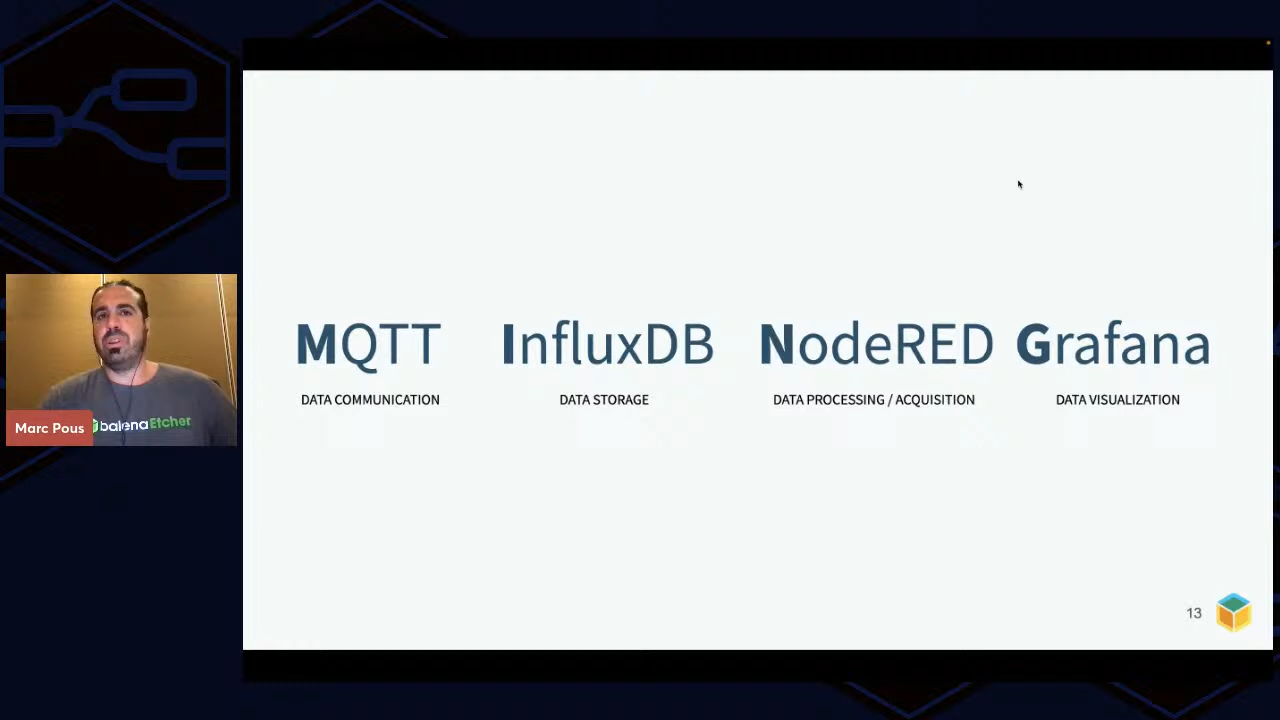 MQTT InfluxDB NodeRED Grafana
DATA COMMUNICATION DATA STORAGE DATA PROCESSING / ACQUISITION DATA VISUALIZATION
Marc Pous
balenaEtcher
13